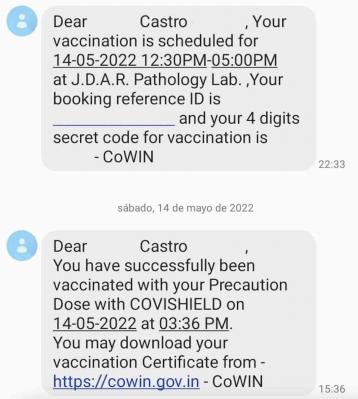 Dear Castro , Your
vaccination is scheduled for
14-05-2022 12:30PM-05:00PM
at J.D.A.R. Pathology Lab. ,Your
booking reference ID is
and your 4 digits
secret code for vaccination is
- CoWIN
22:33
sábado, 14 de mayo de 2022
Dear Castro ,
You have successfully been
vaccinated with your Precaution
Dose with COVISHIELD on
14-05-2022 at 03:36 PM.
You may download your
vaccination Certificate from -
https://cowin.gov.in - CoWIN
15:36